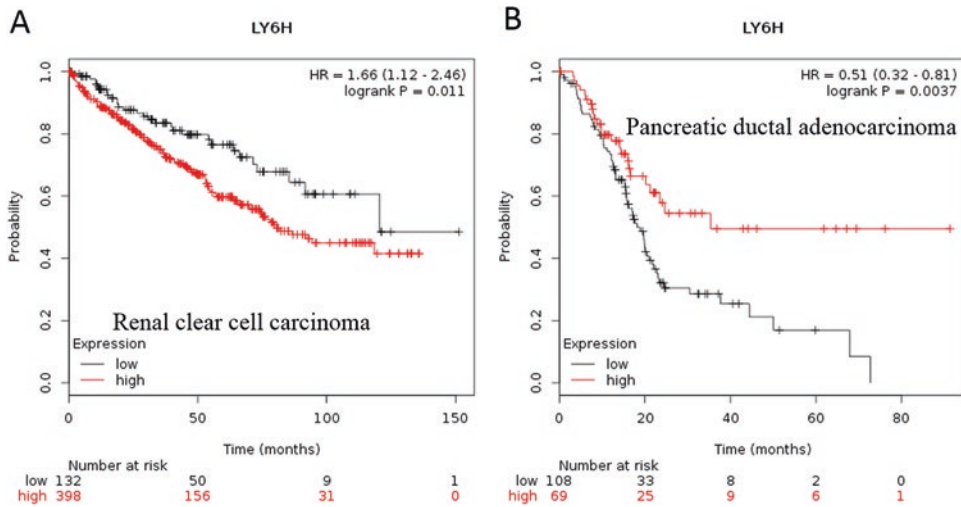 A
LY6H
HR = 1.66 (1.12 - 2.46)
logrank P = 0.011
Probability
1.0
0.8
0.6
0.4
0.2
0.0
Renal clear cell carcinoma
Expression
low
high
0 50 100 150
Time (months)
Number at risk
low 132 50 9 1
high 398 156 31 0
B
LY6H
HR = 0.51 (0.32 - 0.81)
logrank P = 0.0037
Pancreatic ductal adenocarcinoma
Probability
1.0
0.8
0.6
0.4
0.2
0.0
Expression
low
high
0 20 40 60 80
Time (months)
Number at risk
low 108 33 8 2 0
high 69 25 9 6 1